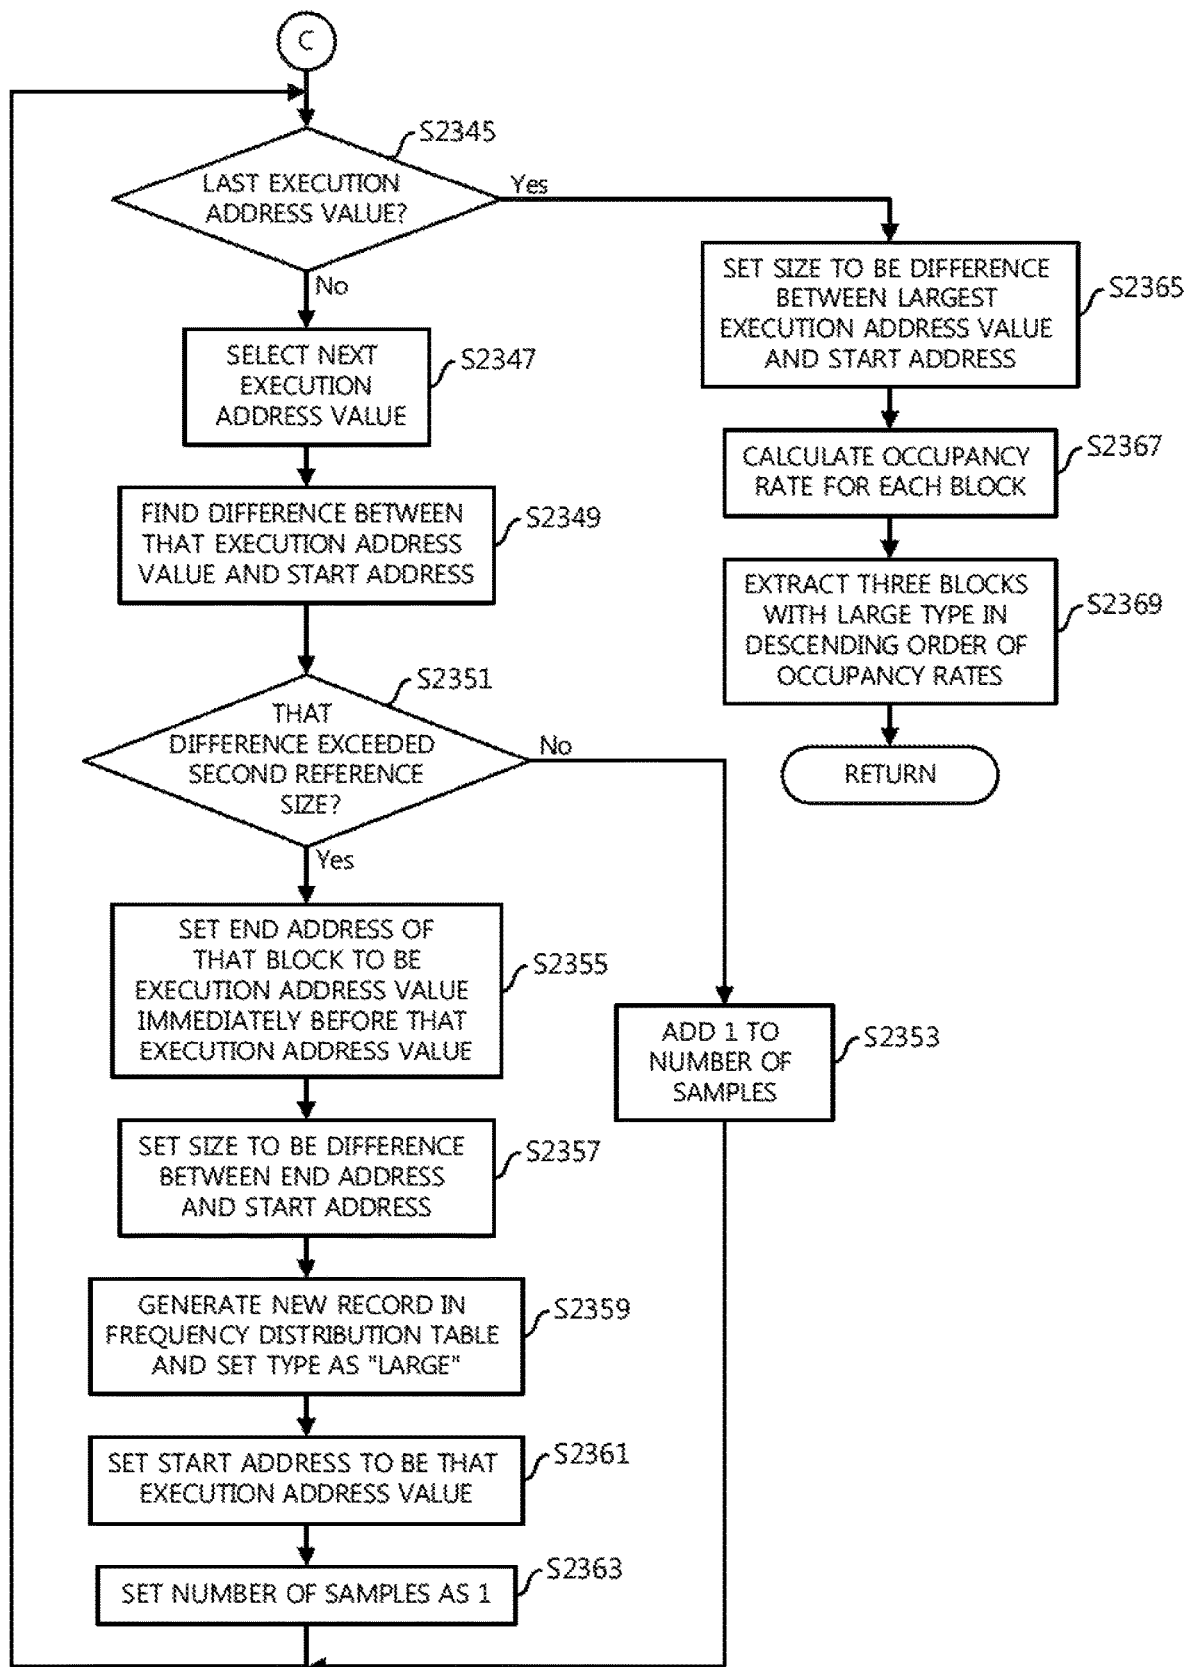 C
S2345
LAST EXECUTION
ADDRESS VALUE?
Yes
No
SELECT NEXT
EXECUTION
ADDRESS VALUE
S2347
FIND DIFFERENCE BETWEEN
THAT EXECUTION ADDRESS
VALUE AND START ADDRESS
S2349
S2351
THAT
DIFFERENCE EXCEEDED
SECOND REFERENCE
SIZE?
No
Yes
SET END ADDRESS OF
THAT BLOCK TO BE
EXECUTION ADDRESS VALUE
IMMEDIATELY BEFORE THAT
EXECUTION ADDRESS VALUE
S2355
ADD 1 TO
NUMBER OF
SAMPLES
S2353
SET SIZE TO BE DIFFERENCE
BETWEEN END ADDRESS
AND START ADDRESS
S2357
GENERATE NEW RECORD IN
FREQUENCY DISTRIBUTION TABLE
AND SET TYPE AS "LARGE"
S2359
SET START ADDRESS TO BE THAT
EXECUTION ADDRESS VALUE
S2361
SET NUMBER OF SAMPLES AS 1
S2363
SET SIZE TO BE DIFFERENCE
BETWEEN LARGEST
EXECUTION ADDRESS VALUE
AND START ADDRESS
S2365
CALCULATE OCCUPANCY
RATE FOR EACH BLOCK
S2367
EXTRACT THREE BLOCKS
WITH LARGE TYPE IN
DESCENDING ORDER OF
OCCUPANCY RATES
S2369
RETURN